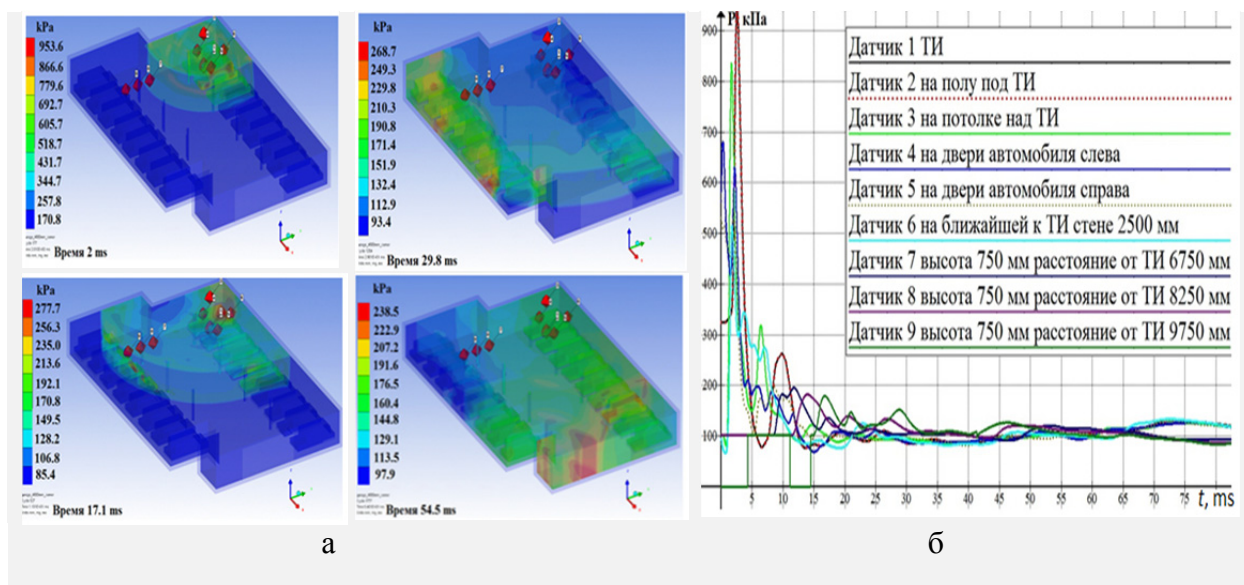 kPa
953.6
866.6
779.6
692.7
605.7
518.7
431.7
344.7
257.8
170.8
Время 2 ms
kPa
268.7
249.3
229.8
210.3
190.8
171.4
151.9
132.4
112.9
93.4
Время 29.8 ms
kPa
277.7
256.3
235.0
213.6
192.1
170.8
149.5
128.2
106.8
85.4
Время 17.1 ms
kPa
238.5
222.9
207.2
191.6
176.5
160.4
144.8
129.1
113.5
97.9
Время 54.5 ms
а
P, кПа
900
800
700
600
500
400
300
200
100
Датчик 1 ТИ
Датчик 2 на полу под ТИ
Датчик 3 на потолке над ТИ
Датчик 4 на двери автомобиля слева
Датчик 5 на двери автомобиля справа
Датчик 6 на ближайшей к ТИ стене 2500 мм
Датчик 7 высота 750 мм расстояние от ТИ 6750 мм
Датчик 8 высота 750 мм расстояние от ТИ 8250 мм
Датчик 9 высота 750 мм расстояние от ТИ 9750 мм
5 10 15 20 25 30 35 40 45 50 55 60 65 70 75 t, ms
б